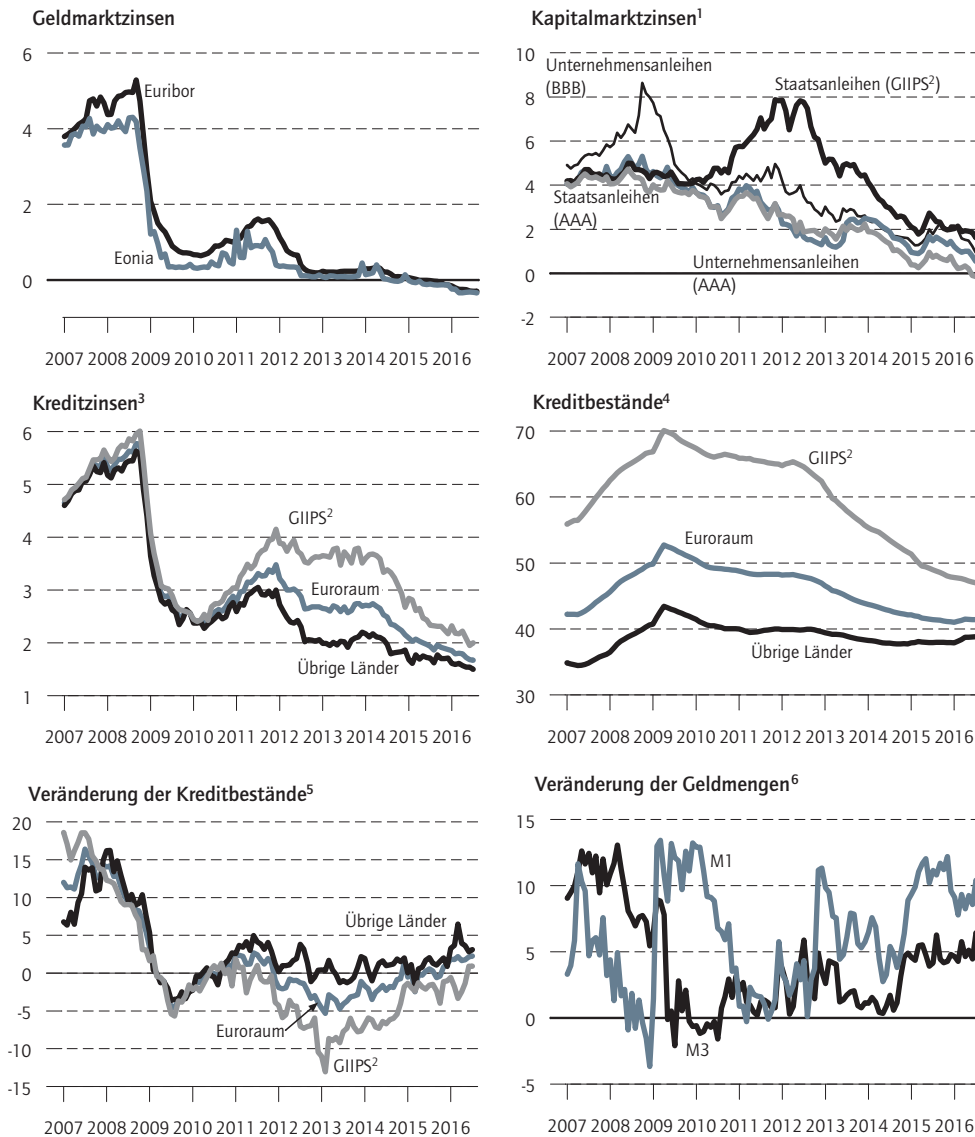 Geldmarktzinsen
6
4
2
0
Euribor
Eonia
2007 2008 2009 2010 2011 2012 2013 2014 2015 2016
Kapitalmarktzinsen¹
10
8
6
4
2
0
-2
Unternehmensanleihen
(BBB)
Staatsanleihen (GIIPS²)
Staatsanleihen
(AAA)
Unternehmensanleihen
(AAA)
2007 2008 2009 2010 2011 2012 2013 2014 2015 2016
Kreditzinsen³
6
5
4
3
2
1
GIIPS²
Euroraum
Übrige Länder
2007 2008 2009 2010 2011 2012 2013 2014 2015 2016
Kreditbestände⁴
70
60
50
40
30
GIIPS²
Euroraum
Übrige Länder
2007 2008 2009 2010 2011 2012 2013 2014 2015 2016
Veränderung der Kreditbestände⁵
20
15
10
5
0
-5
-10
-15
Übrige Länder
Euroraum
GIIPS²
2007 2008 2009 2010 2011 2012 2013 2014 2015 2016
Veränderung der Geldmengen⁶
15
10
5
0
-5
M1
M3
2007 2008 2009 2010 2011 2012 2013 2014 2015 2016